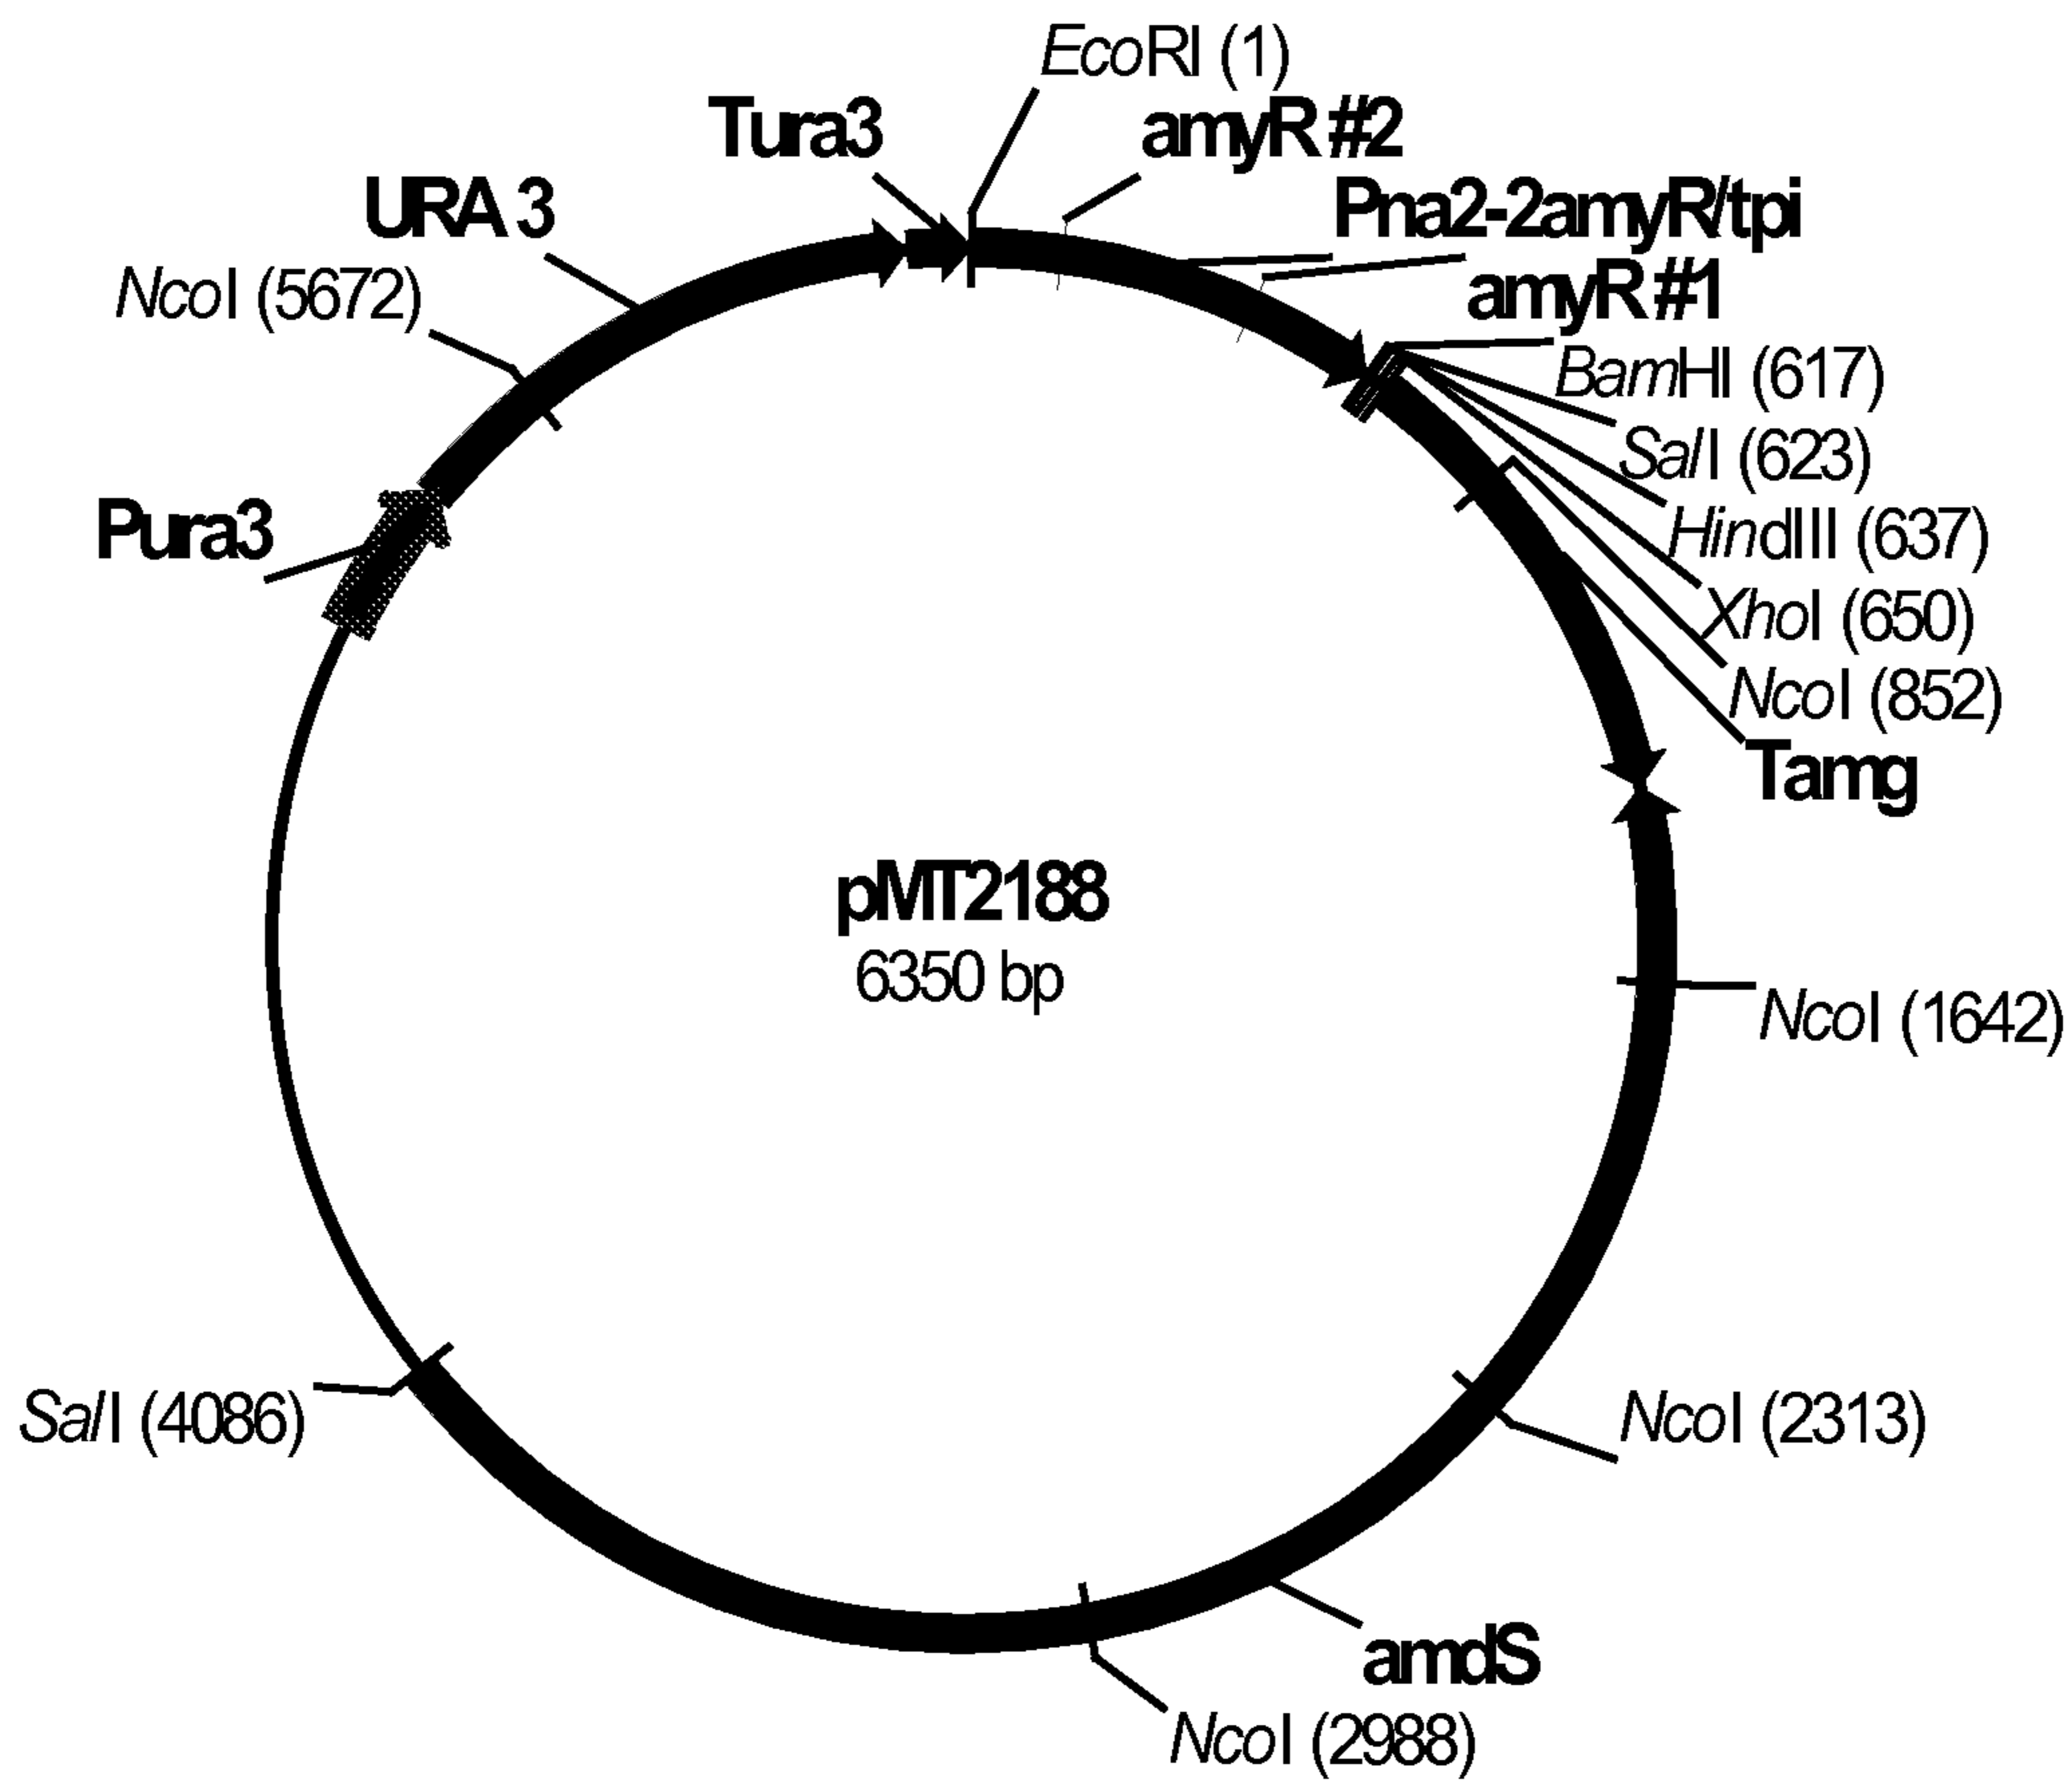 EcoRI (1)
Tura3
amyR #2
URA 3
Pna2-2amyR/tpi
NcoI (5672)
amyR #1
BamHI (617)
SalI (623)
Pura3
HindIII (637)
XhoI (650)
NcoI (852)
Tamg
pMT2188
6350 bp
NcoI (1642)
SalI (4086)
NcoI (2313)
amdS
NcoI (2988)